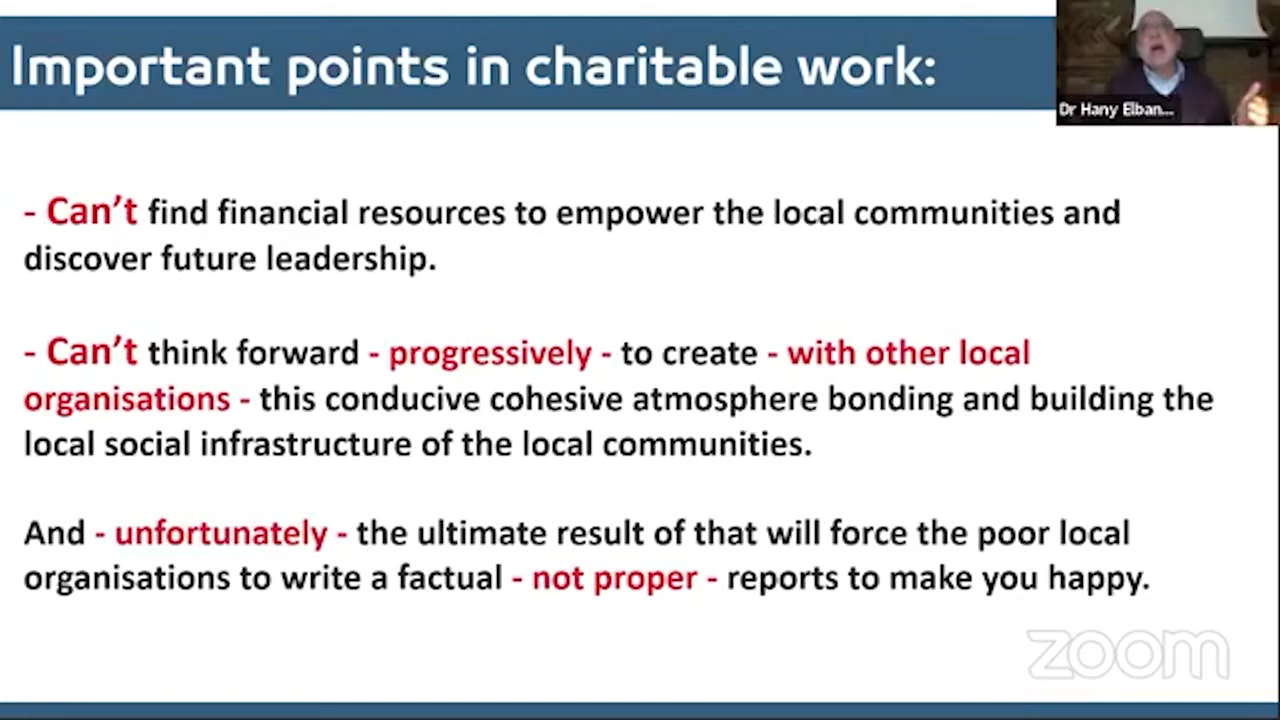 Important points in charitable work:
Dr Hany Elban...
- Can't find financial resources to empower the local communities and
discover future leadership.
- Can't think forward - progressively - to create - with other local
organisations - this conducive cohesive atmosphere bonding and building the
local social infrastructure of the local communities.
And - unfortunately - the ultimate result of that will force the poor local
organisations to write a factual - not proper - reports to make you happy.
zoom